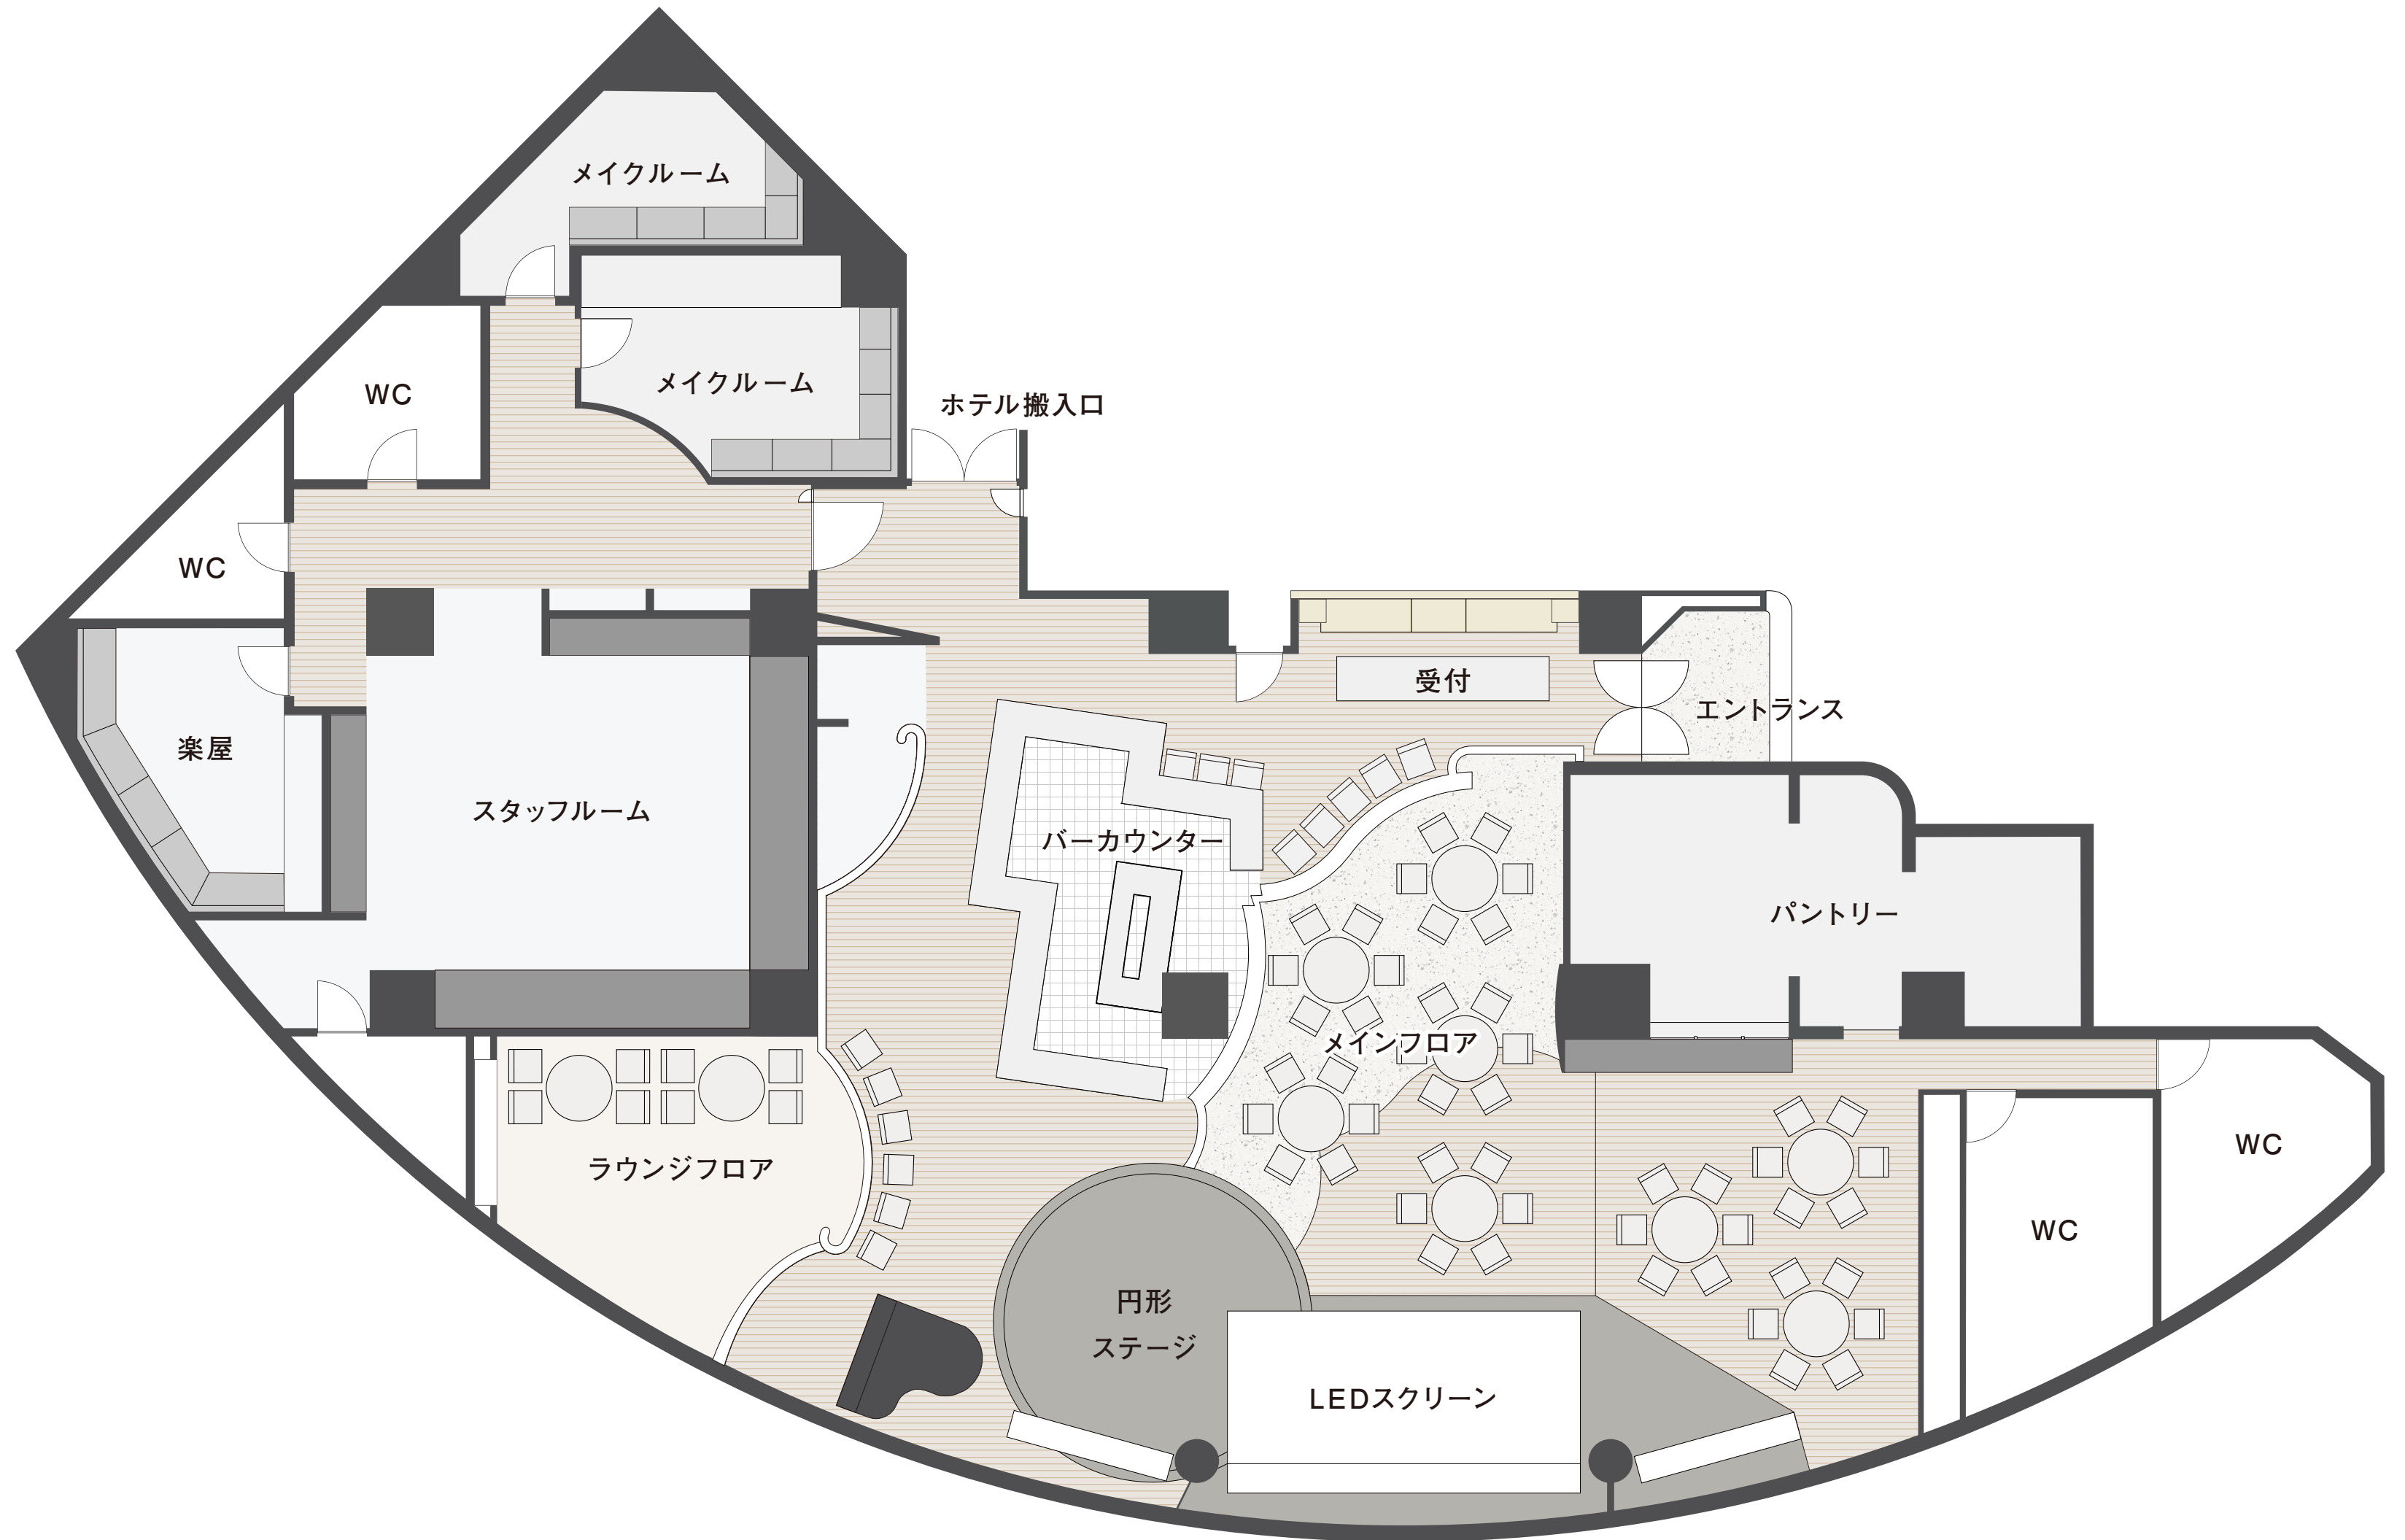 メイクルーム
メイクルーム
WC
ホテル搬入口
WC
受付
エントランス
楽屋
スタッフルーム
バーカウンター
パントリー
メインフロア
ラウンジフロア
WC
WC
円形
ステージ
LEDスクリーン